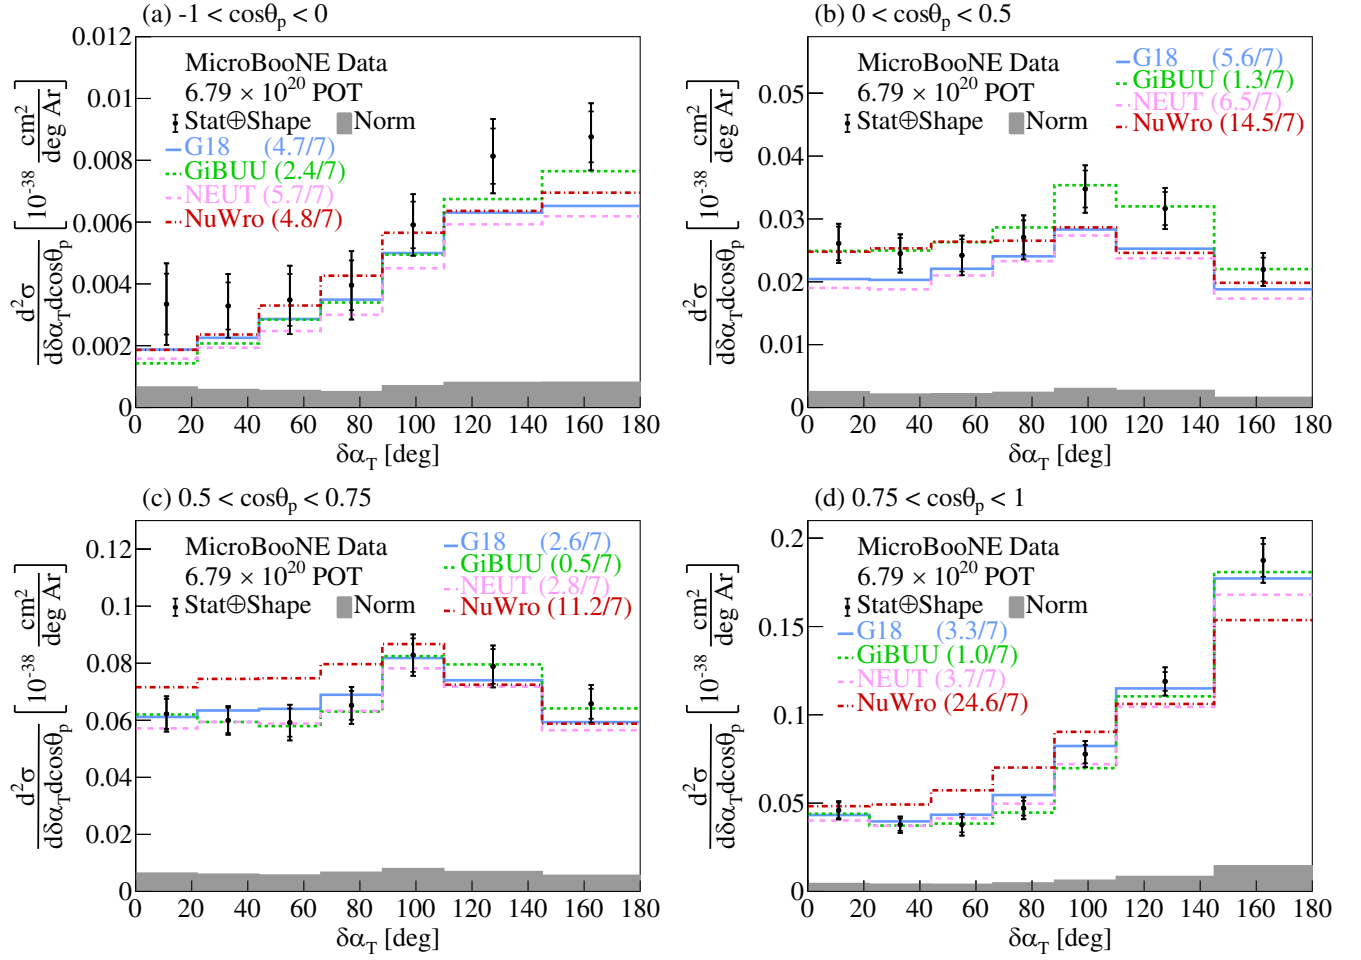 (a) -1 < cosθp < 0
0.012
0.01
0.008
0.006
0.004
0.002
0
d²σ / dδαTdcosθp [10⁻³⁸ cm² / deg Ar]
MicroBooNE Data
6.79 × 10²⁰ POT
Stat⊕Shape Norm
G18 (4.7/7)
GiBUU (2.4/7)
NEUT (5.7/7)
NuWro (4.8/7)
0 20 40 60 80 100 120 140 160 180
δαT [deg]
(b) 0 < cosθp < 0.5
0.05
0.04
0.03
0.02
0.01
0
d²σ / dδαTdcosθp [10⁻³⁸ cm² / deg Ar]
MicroBooNE Data
6.79 × 10²⁰ POT
Stat⊕Shape Norm
G18 (5.6/7)
GiBUU (1.3/7)
NEUT (6.5/7)
NuWro (14.5/7)
0 20 40 60 80 100 120 140 160 180
δαT [deg]
(c) 0.5 < cosθp < 0.75
0.12
0.1
0.08
0.06
0.04
0.02
0
d²σ / dδαTdcosθp [10⁻³⁸ cm² / deg Ar]
MicroBooNE Data
6.79 × 10²⁰ POT
Stat⊕Shape Norm
G18 (2.6/7)
GiBUU (0.5/7)
NEUT (2.8/7)
NuWro (11.2/7)
0 20 40 60 80 100 120 140 160 180
δαT [deg]
(d) 0.75 < cosθp < 1
0.2
0.15
0.1
0.05
0
d²σ / dδαTdcosθp [10⁻³⁸ cm² / deg Ar]
MicroBooNE Data
6.79 × 10²⁰ POT
Stat⊕Shape Norm
G18 (3.3/7)
GiBUU (1.0/7)
NEUT (3.7/7)
NuWro (24.6/7)
0 20 40 60 80 100 120 140 160 180
δαT [deg]